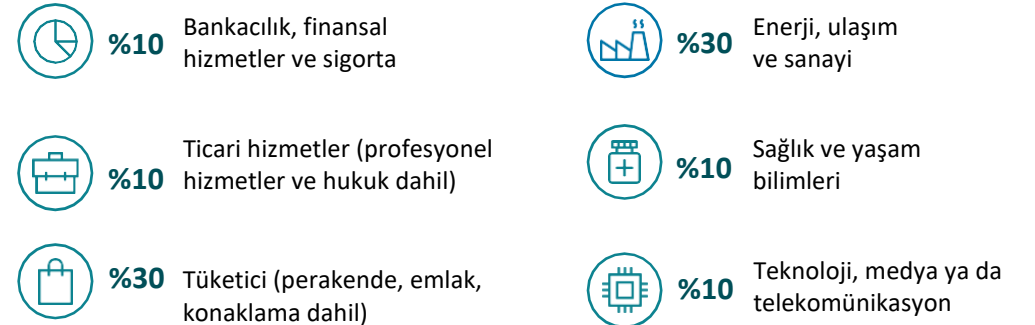 %10 Bankacılık, finansal
hizmetler ve sigorta
%30 Enerji, ulaşım
ve sanayi
%10 Ticari hizmetler (profesyonel
hizmetler ve hukuk dahil)
%10 Sağlık ve yaşam
bilimleri
%30 Tüketici (perakende, emlak,
konaklama dahil)
%10 Teknoloji, medya ya da
telekomünikasyon